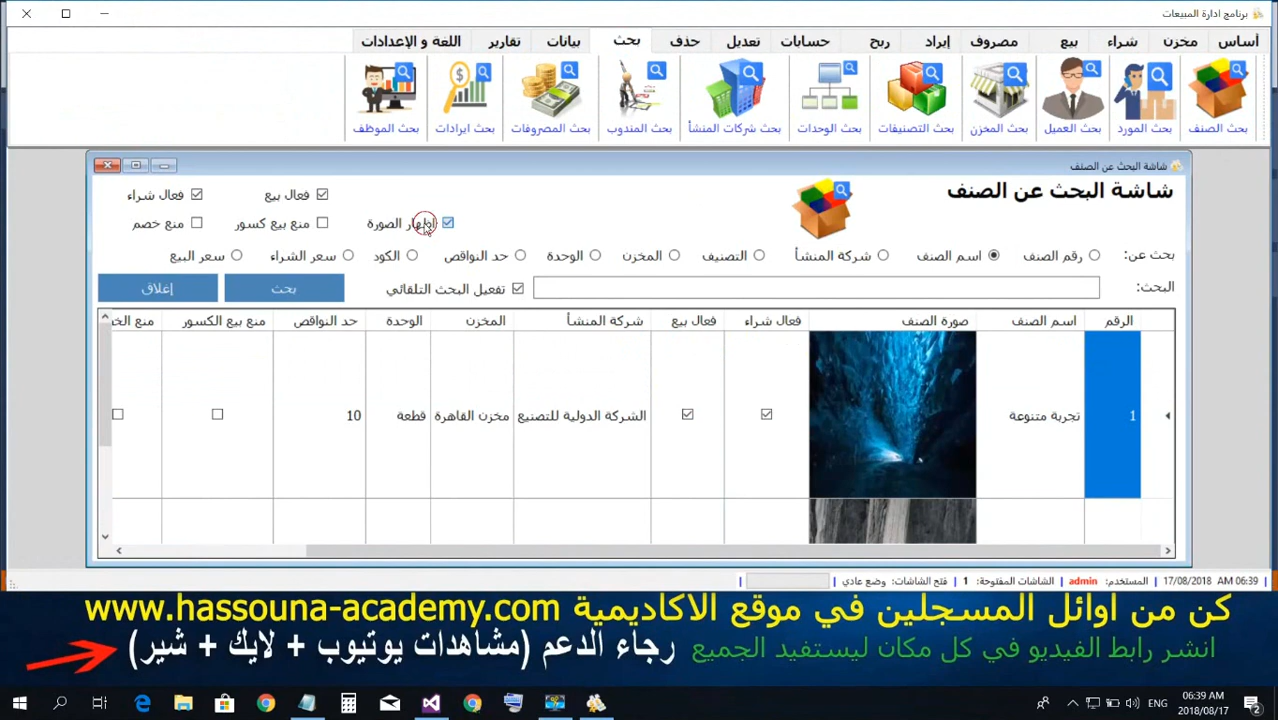 برنامج ادارة المبيعات
أساس مخزن شراء بيع مصروف إيراد ربح حسابات تعديل حذف بحث بيانات تقارير اللغة و الإعدادات
بحث الصنف بحث المورد بحث العميل بحث المخزن بحث التصنيفات بحث الوحدات بحث شركات المنشأ بحث المندوب بحث المصروفات بحث ايرادات بحث الموظف
شاشة البحث عن الصنف
شاشة البحث عن الصنف
فعال بيع فعال شراء
الصورة منع بيع كسور منع خصم
بحث عن: رقم الصنف اسم الصنف شركة المنشأ التصنيف المخزن الوحدة حد النواقص الكود سعر الشراء سعر البيع
البحث: تفعيل البحث التلقائي بحث إغلاق
الرقم اسم الصنف صورة الصنف فعال شراء فعال بيع شركة المنشأ المخزن الوحدة حد النواقص منع بيع الكسور منع الخ
1 تجربة متنوعة الشركة الدولية للتصنيع مخزن القاهرة قطعة 10
17/08/2018 AM 06:39 المستخدم: admin الشاشات المفتوحة: 1 فتح الشاشات: وضع عادي
كن من اوائل المسجلين في موقع الاكاديمية www.hassouna-academy.com
انشر رابط الفيديو في كل مكان ليستفيد الجميع رجاء الدعم (مشاهدات يوتيوب + لايك + شير)
ENG 06:39 AM
2018/08/17
2